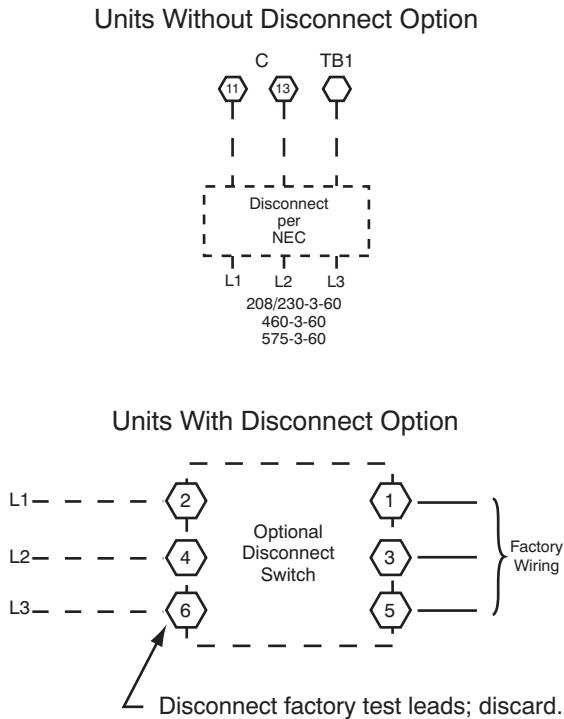 Units Without Disconnect Option
C TB1
11 13
Disconnect
per
NEC
L1 L2 L3
208/230-3-60
460-3-60
575-3-60
Units With Disconnect Option
L1 2 1
L2 4 3
L3 6 5
Optional
Disconnect
Switch
Factory
Wiring
Disconnect factory test leads; discard.